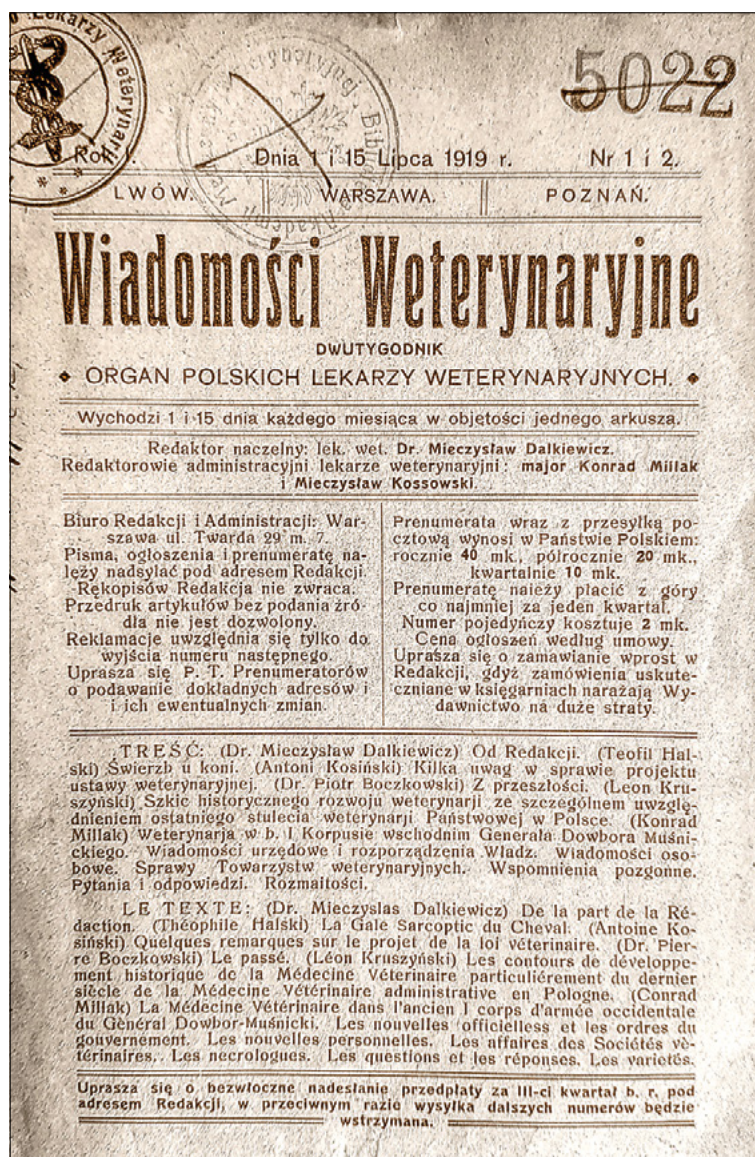 Lekarzy Weterynarji
5022
Rok I. Dnia 1 i 15 Lipca 1919 r. Nr 1 i 2.
LWÓW. WARSZAWA. POZNAŃ.
Wiadomości Weterynaryjne
DWUTYGODNIK
ORGAN POLSKICH LEKARZY WETERYNARYJNYCH.
Wychodzi 1 i 15 dnia każdego miesiąca w objętości jednego arkusza.
Redaktor naczelny: lek. wet. Dr. Mieczysław Dalkiewicz.
Redaktorowie administracyjni lekarze weterynaryjni: major Konrad Millak
i Mieczysław Kossowski.
Biuro Redakcji i Administracji: War-
szawa ul. Twarda 29 m. 7.
Pisma, ogłoszenia i prenumeratę na-
leży nadsyłać pod adresem Redakcji.
Rękopisów Redakcja nie zwraca.
Przedruk artykułów bez podania źró-
dła nie jest dozwolony.
Reklamacje uwzględnia się tylko do
wyjścia numeru następnego.
Uprasza się P. T. Prenumeratorów
o podawanie dokładnych adresów i
i ich ewentualnych zmian.
Prenumerata wraz z przesyłką po-
cztową wynosi w Państwie Polskiem:
rocznie 40 mk., półrocznie 20 mk.,
kwartalnie 10 mk.
Prenumeratę należy płacić z góry
co najmniej za jeden kwartał.
Numer pojedyńczy kosztuje 2 mk.
Cena ogłoszeń według umowy.
Uprasza się o zamawianie wprost w
Redakcji, gdyż zamówienia uskute-
czniane w księgarniach narażają Wy-
dawnictwo na duże straty.
TREŚĆ: (Dr. Mieczysław Dalkiewicz) Od Redakcji. (Teofil Hal-
ski) Świerzb u koni. (Antoni Kosiński) Kilka uwag w sprawie projektu
ustawy weterynaryjnej. (Dr. Piotr Boczkowski) Z przeszłości. (Leon Kru-
szyński) Szkic historycznego rozwoju weterynarji ze szczególnem uwzglę-
dnieniem ostatniego stulecia weterynarji Państwowej w Polsce. (Konrad
Millak) Weterynarja w b. I Korpusie wschodnim Generała Dowbora Muśni-
ckiego. Wiadomości urzędowe i rozporządzenia Władz. Wiadomości oso-
bowe. Sprawy Towarzystw weterynaryjnych. Wspomnienia pozgonne.
Pytania i odpowiedzi. Rozmaitości.
LE TEXTE: (Dr. Mieczyslas Dalkiewicz) De la part de la Ré-
daction. (Théophile Halski) La Gale Sarcoptic du Cheval. (Antoine Ko-
siński) Quelques remarques sur le projet de la loi véterinaire. (Dr. Pier-
re Boczkowski) Le passé. (Léon Kruszyński) Les contours de développe-
ment historique de la Médecine Véterinaire particuliérement du dernier
siècle de la Médecine Vétérinaire administrative en Pologne. (Conrad
Millak) La Médecine Vétérinaire dans l'ancien I corps d'armée occidentale
du Gènéral Dowbor-Muśnicki. Les nouvelles officielless et les ordres du
gouvernement. Les nouvelles personnelles. Les affaires des Sociétés vè-
térinaires. Les necrologues. Les questions et les réponses. Les varietés.
Uprasza się o bezwłoczne nadesłanie przedpłaty za III-ci kwartał b. r. pod
adresem Redakcji, w przeciwnym razie wysyłka dalszych numerów będzie
wstrzymana.